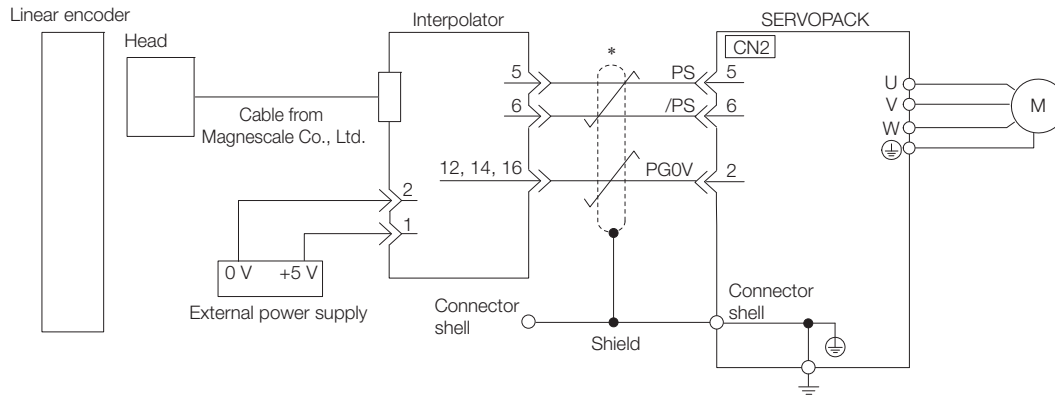 Linear encoder
Head
Interpolator
SERVOPACK
*
CN2
5 PS 5
6 /PS 6
12, 14, 16 PG0V 2
U
V
W
M
Cable from
Magnescale Co., Ltd.
2
1
0 V +5 V
External power supply
Connector
shell
Shield
Connector
shell